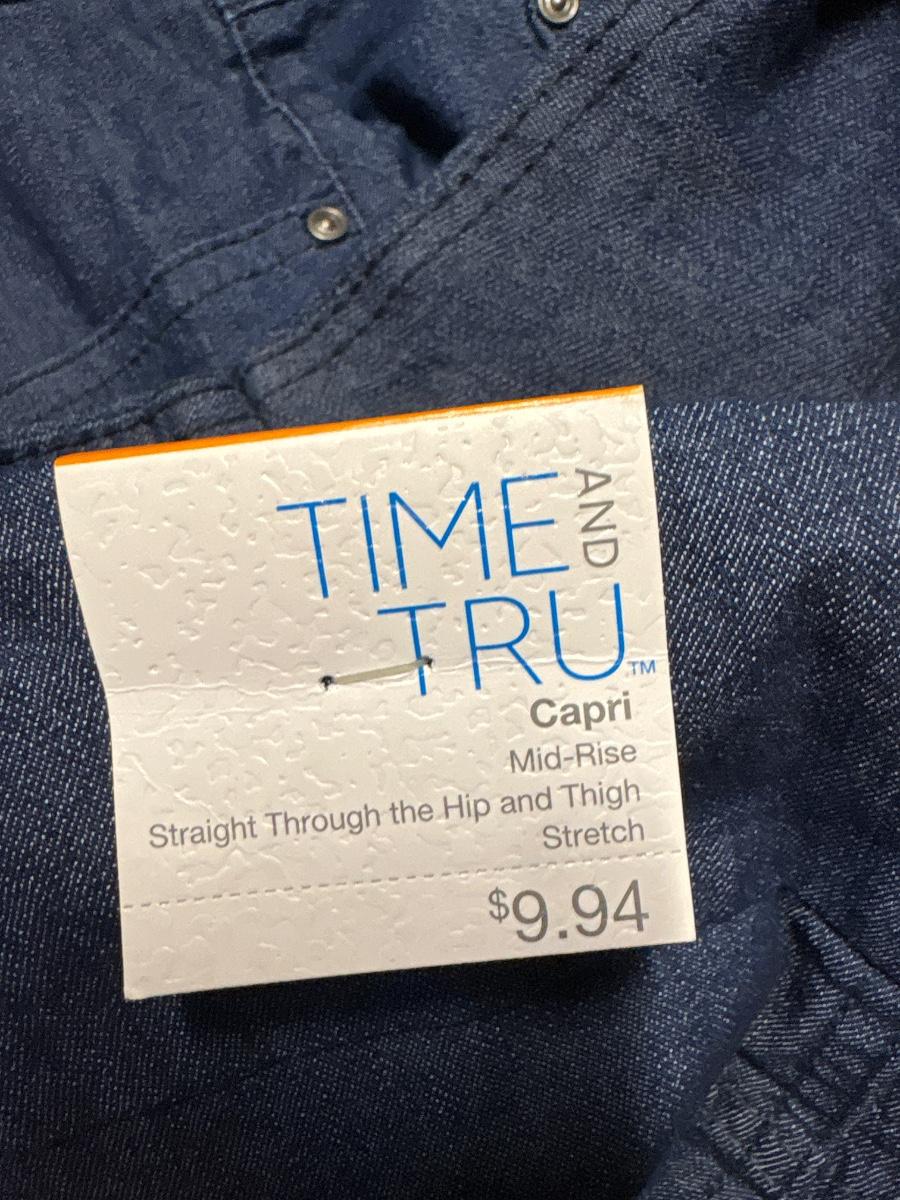 TIME AND
TRU™
Capri
Mid-Rise
Straight Through the Hip and Thigh
Stretch
$9.94